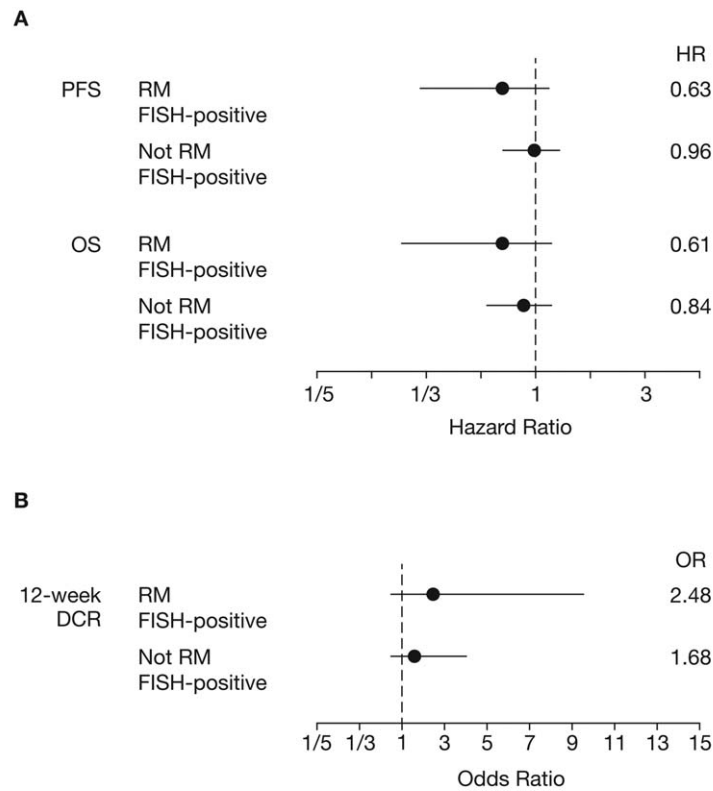 A
HR
PFS RM 0.63
FISH-positive
Not RM 0.96
FISH-positive
OS RM 0.61
FISH-positive
Not RM 0.84
FISH-positive
1/5 1/3 1 3
Hazard Ratio
B
OR
12-week RM 2.48
DCR FISH-positive
Not RM 1.68
FISH-positive
1/5 1/3 1 3 5 7 9 11 13 15
Odds Ratio